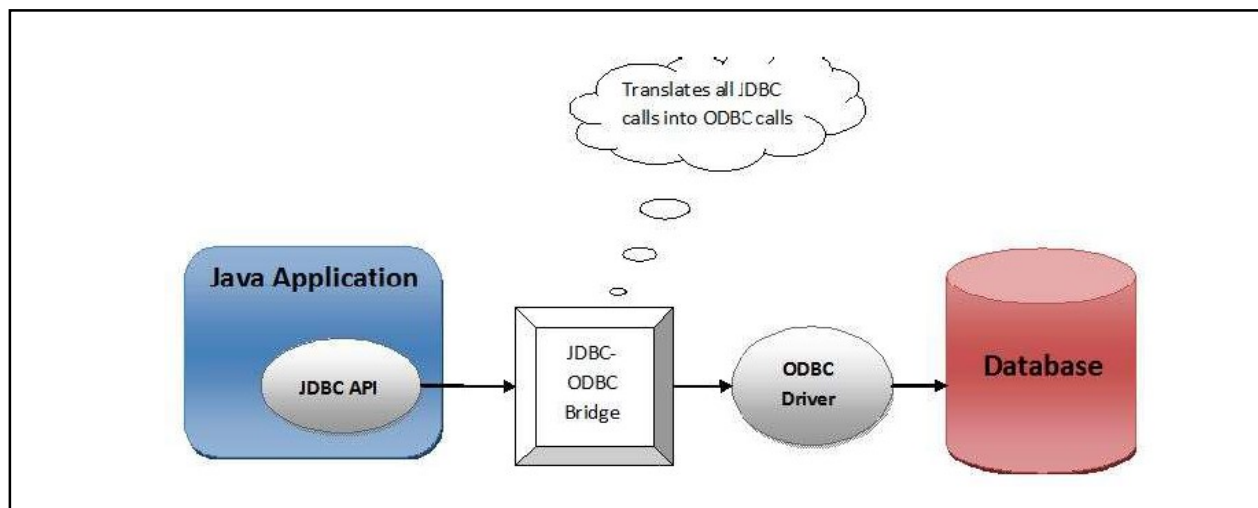 Translates all JDBC
calls into ODBC calls
Java Application
JDBC API
JDBC-
ODBC
Bridge
ODBC
Driver
Database